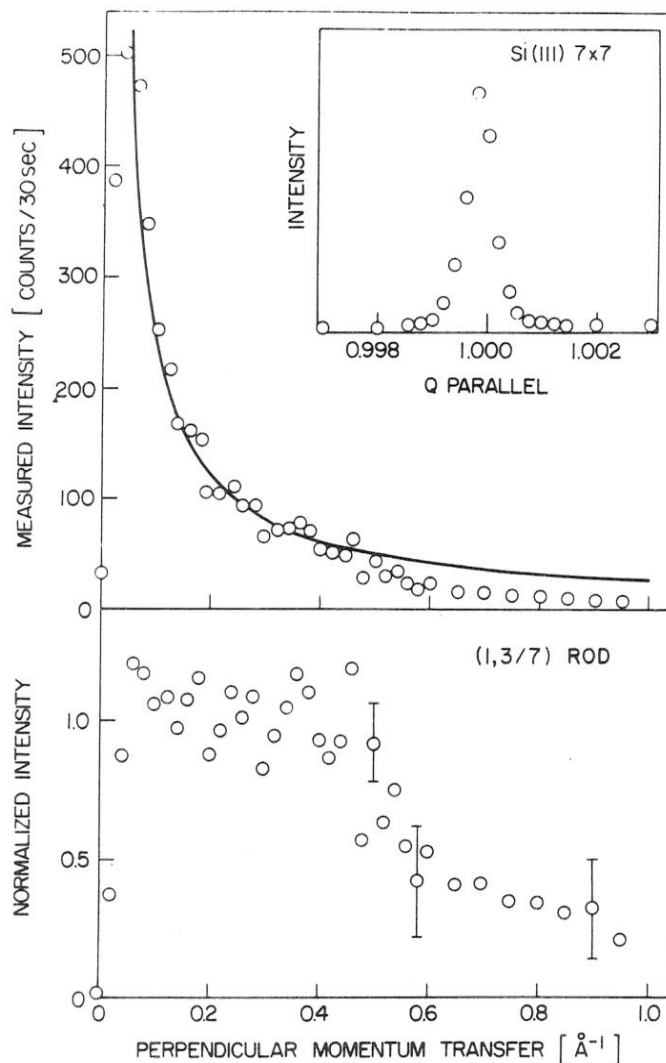 MEASURED INTENSITY [ COUNTS / 30 sec ]
500
400
300
200
100
0
Si(III) 7x7
INTENSITY
0.998
1.000
1.002
Q PARALLEL
NORMALIZED INTENSITY
(1,3/7) ROD
1.0
0.5
0
0
0.2
0.4
0.6
0.8
1.0
PERPENDICULAR MOMENTUM TRANSFER [ Å⁻¹ ]